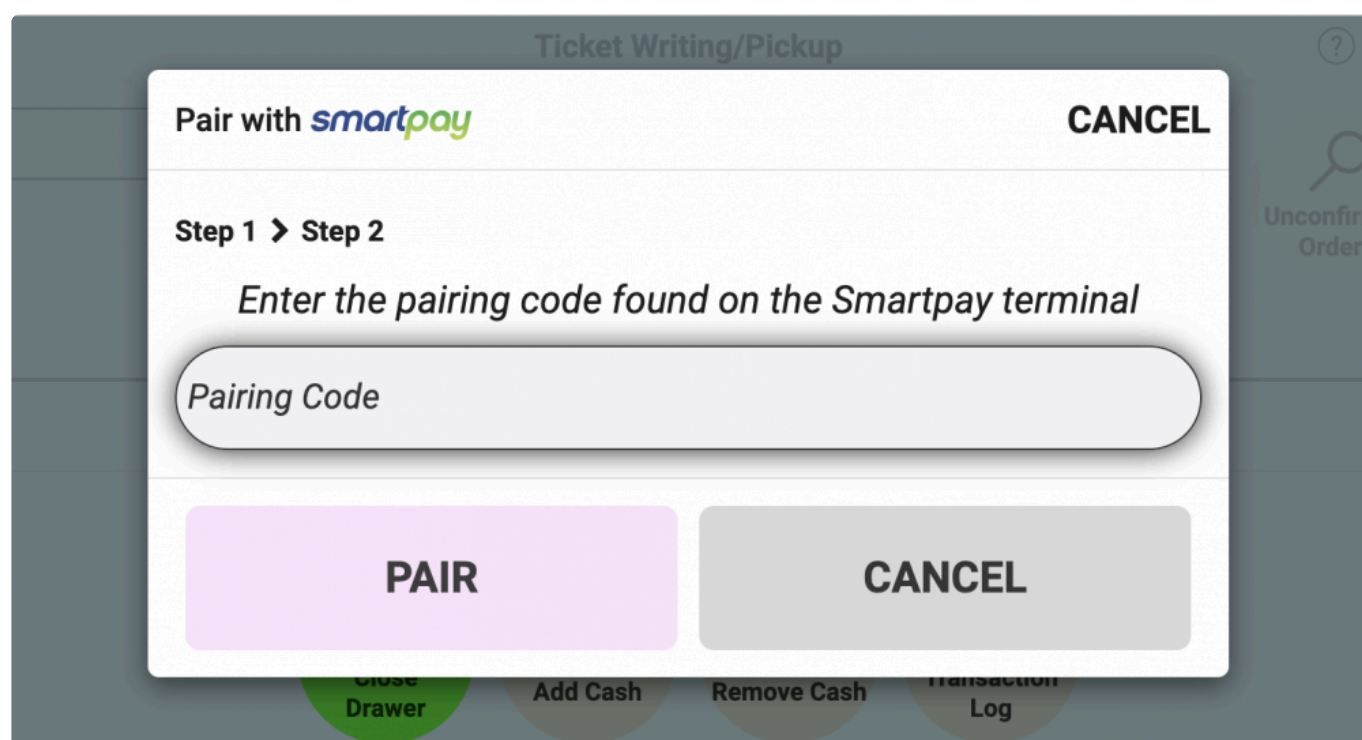 Ticket Writing/Pickup
?
Pair with smartpay
CANCEL
Step 1 > Step 2
Enter the pairing code found on the Smartpay terminal
Pairing Code
PAIR
CANCEL
Close
Drawer
Add Cash
Remove Cash
Transaction
Log